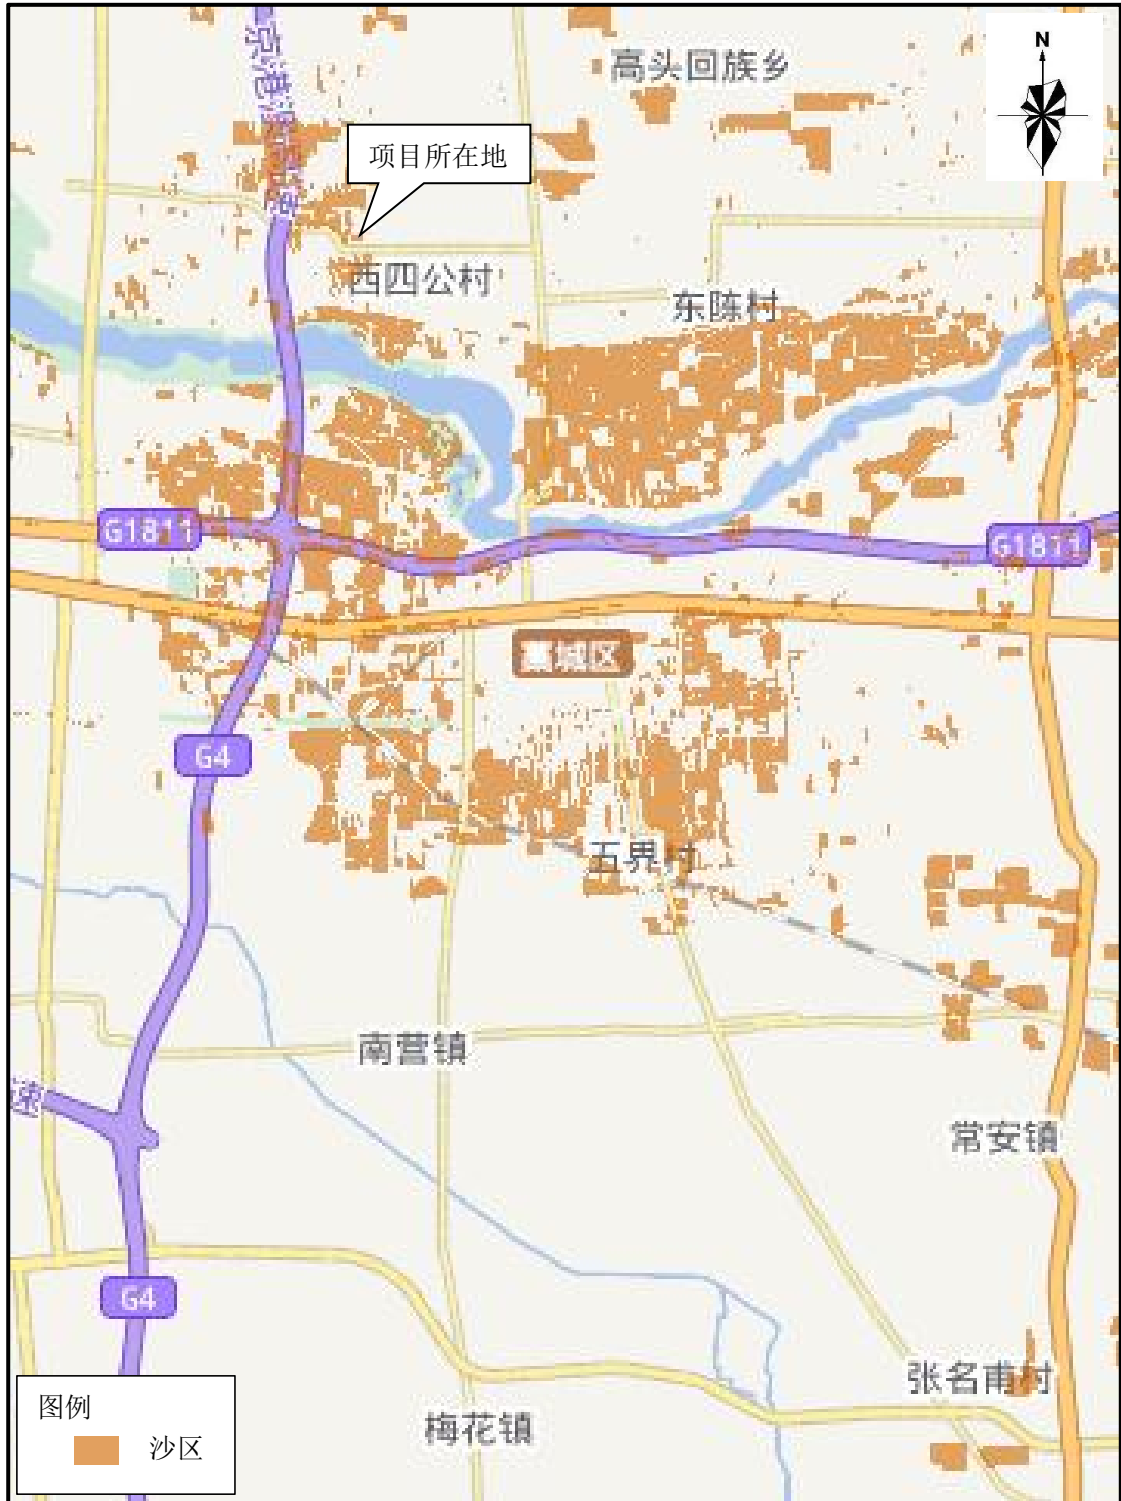 京港澳高速
高头回族乡
N
项目所在地
西四公村
东陈村
G1811
G1811
藁城区
G4
五界村
南营镇
速
常安镇
G4
张名甫村
梅花镇
图例
沙区